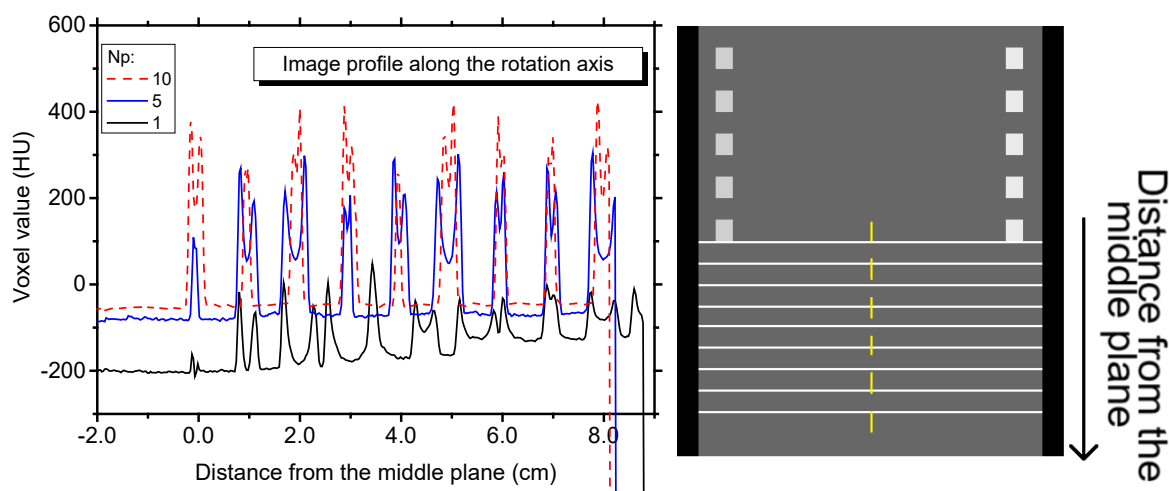 600
400
200
0
-200
Voxel value (HU)
Np:
10
5
1
Image profile along the rotation axis
-2.0
0.0
2.0
4.0
6.0
8.0
Distance from the middle plane (cm)
Distance from the
middle plane